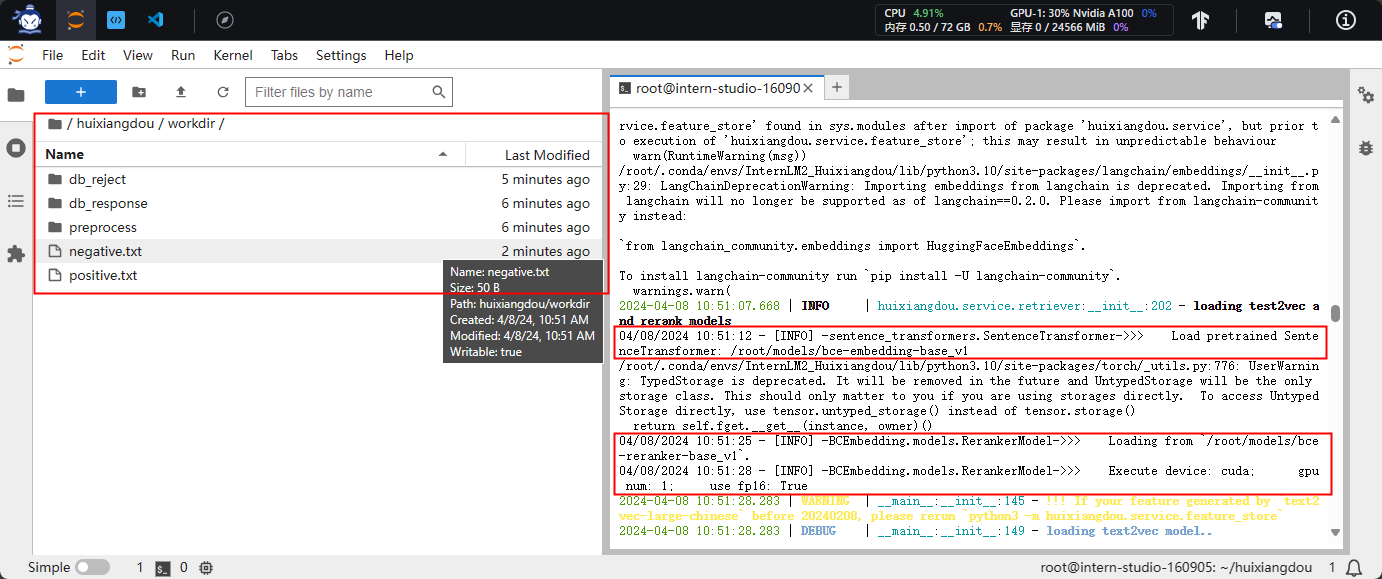 CPU 4.91% GPU-1: 30% Nvidia A100 0%
内存 0.50 / 72 GB 0.7% 显存 0 / 24566 MiB 0%
File Edit View Run Kernel Tabs Settings Help
+
Filter files by name
/ huixiangdou / workdir /
Name Last Modified
db_reject 5 minutes ago
db_response 6 minutes ago
preprocess 6 minutes ago
negative.txt 2 minutes ago
positive.txt
Name: negative.txt
Size: 50 B
Path: huixiangdou/workdir
Created: 4/8/24, 10:51 AM
Modified: 4/8/24, 10:51 AM
Writable: true
root@intern-studio-16090 × +
rvice.feature_store' found in sys.modules after import of package 'huixiangdou.service', but prior t
o execution of 'huixiangdou.service.feature_store'; this may result in unpredictable behaviour
warn(RuntimeWarning(msg))
/root/.conda/envs/InternLM2_Huixiangdou/lib/python3.10/site-packages/langchain/embeddings/__init__.p
y:29: LangChainDeprecationWarning: Importing embeddings from langchain is deprecated. Importing from
langchain will no longer be supported as of langchain==0.2.0. Please import from langchain-communit
y instead:
`from langchain_community.embeddings import HuggingFaceEmbeddings`.
To install langchain-community run `pip install -U langchain-community`.
warnings.warn(
2024-04-08 10:51:07.668 | INFO | huixiangdou.service.retriever:__init__:202 - loading test2vec a
nd rerank models
04/08/2024 10:51:12 - [INFO] -sentence_transformers.SentenceTransformer->>> Load pretrained Sente
nceTransformer: /root/models/bce-embedding-base_v1
/root/.conda/envs/InternLM2_Huixiangdou/lib/python3.10/site-packages/torch/_utils.py:776: UserWarnin
g: TypedStorage is deprecated. It will be removed in the future and UntypedStorage will be the only
storage class. This should only matter to you if you are using storages directly. To access Untyped
Storage directly, use tensor.untyped_storage() instead of tensor.storage()
return self.fget.__get__(instance, owner)()
04/08/2024 10:51:25 - [INFO] -BCEmbedding.models.RerankerModel->>> Loading from `/root/models/bce
-reranker-base_v1`.
04/08/2024 10:51:28 - [INFO] -BCEmbedding.models.RerankerModel->>> Execute device: cuda; gpu
num: 1; use fp16: True
2024-04-08 10:51:28.283 | WARNING | __main__:__init__:145 - !!! If your feature generated by `text2
vec-large-chinese` before 20240208, please rerun `python3 -m huixiangdou.service.feature_store`
2024-04-08 10:51:28.283 | DEBUG | __main__:__init__:149 - loading text2vec model..
Simple 1 0 root@intern-studio-160905: ~/huixiangdou 1